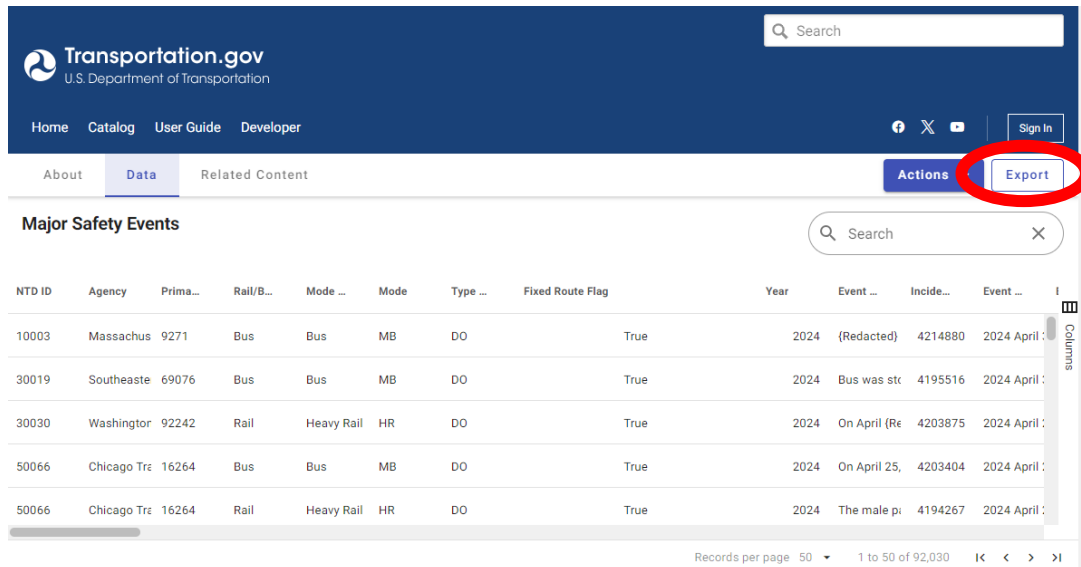 Search
Transportation.gov
U.S. Department of Transportation
Home Catalog User Guide Developer Sign In
About Data Related Content Actions Export
Major Safety Events Search
NTD ID Agency Prima... Rail/B... Mode ... Mode Type ... Fixed Route Flag Year Event ... Incide... Event ...
10003 Massachus 9271 Bus Bus MB DO True 2024 {Redacted} 4214880 2024 April
30019 Southeaste 69076 Bus Bus MB DO True 2024 Bus was sto 4195516 2024 April
30030 Washington 92242 Rail Heavy Rail HR DO True 2024 On April {Re 4203875 2024 April
50066 Chicago Tra 16264 Bus Bus MB DO True 2024 On April 25, 4203404 2024 April
50066 Chicago Tra 16264 Rail Heavy Rail HR DO True 2024 The male pa 4194267 2024 April
Columns
Records per page 50 1 to 50 of 92,030